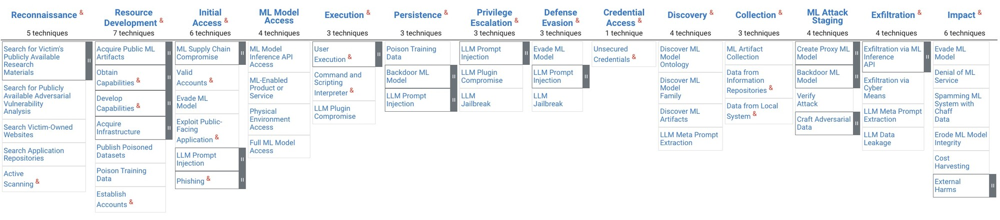 Reconnaissance &
5 techniques
Search for Victim's
Publicly Available
Research
Materials
Search for Publicly
Available Adversarial
Vulnerability
Analysis
Search Victim-Owned
Websites
Search Application
Repositories
Active
Scanning &
Resource
Development &
7 techniques
Acquire Public ML
Artifacts
Obtain
Capabilities &
Develop
Capabilities &
Acquire
Infrastructure
Publish Poisoned
Datasets
Poison Training
Data
Establish
Accounts &
Initial
Access &
6 techniques
ML Supply Chain
Compromise
Valid
Accounts &
Evade ML
Model
Exploit Public-
Facing
Application &
LLM Prompt
Injection
Phishing &
ML Model
Access
4 techniques
ML Model
Inference API
Access
ML-Enabled
Product or
Service
Physical
Environment
Access
Full ML Model
Access
Execution &
3 techniques
User
Execution &
Command and
Scripting
Interpreter &
LLM Plugin
Compromise
Persistence &
3 techniques
Poison Training
Data
Backdoor ML
Model
LLM Prompt
Injection
Privilege
Escalation &
3 techniques
LLM Prompt
Injection
LLM Plugin
Compromise
LLM
Jailbreak
Defense
Evasion &
3 techniques
Evade ML
Model
LLM Prompt
Injection
LLM
Jailbreak
Credential
Access &
1 technique
Unsecured
Credentials &
Discovery &
4 techniques
Discover ML
Model
Ontology
Discover ML
Model
Family
Discover ML
Artifacts
LLM Meta Prompt
Extraction
Collection &
3 techniques
ML Artifact
Collection
Data from
Information
Repositories &
Data from Local
System &
ML Attack
Staging
4 techniques
Create Proxy ML
Model
Backdoor ML
Model
Verify
Attack
Craft Adversarial
Data
Exfiltration &
4 techniques
Exfiltration via ML
Inference
API
Exfiltration via
Cyber
Means
LLM Meta Prompt
Extraction
LLM Data
Leakage
Impact &
6 techniques
Evade ML
Model
Denial of ML
Service
Spamming ML
System with
Chaff
Data
Erode ML Model
Integrity
Cost
Harvesting
External
Harms